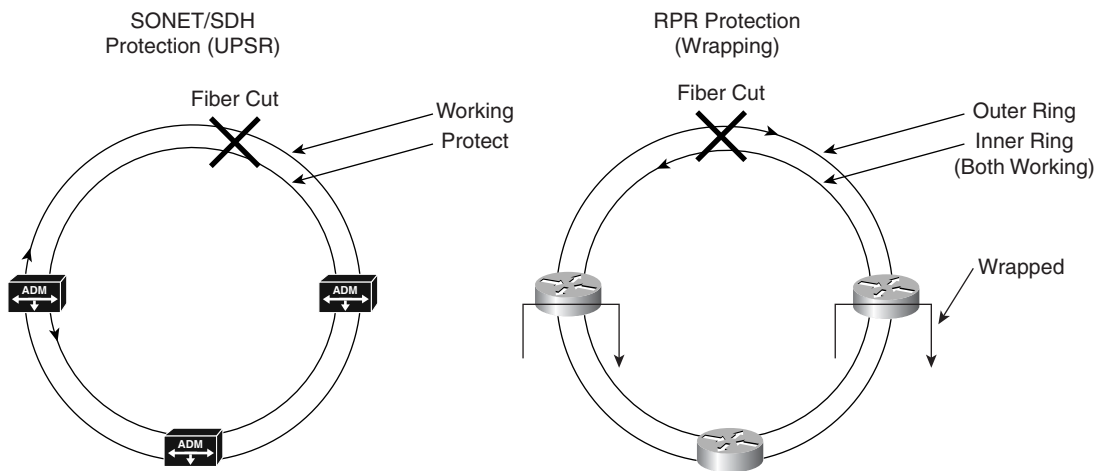 SONET/SDH
Protection (UPSR)
Fiber Cut
Working
Protect
ADM
ADM
ADM
RPR Protection
(Wrapping)
Fiber Cut
Outer Ring
Inner Ring
(Both Working)
Wrapped